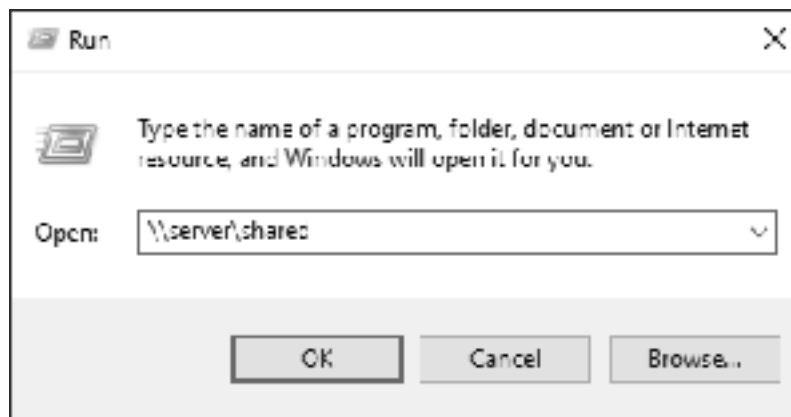 Run
Type the name of a program, folder, document or Internet
resource, and Windows will open it for you.
Open: \\server\shared
OK Cancel Browse...